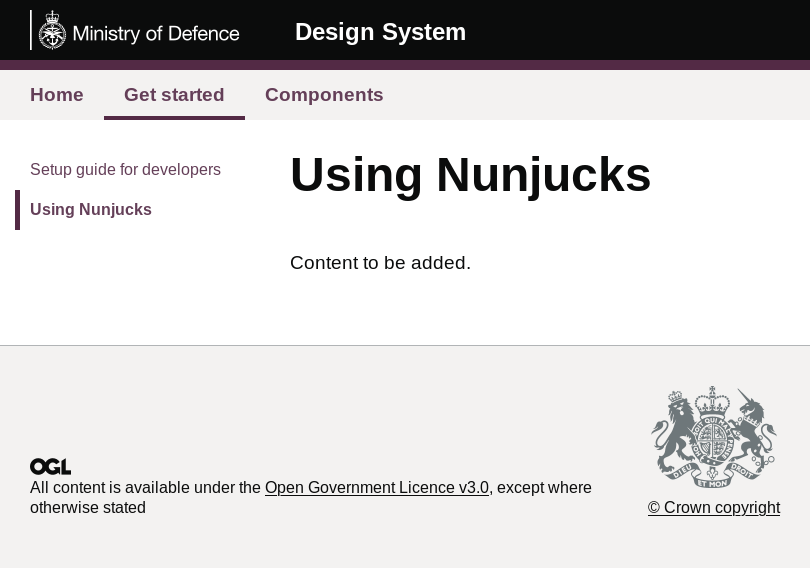 Ministry of Defence
Design System
Home
Get started
Components
Setup guide for developers
Using Nunjucks
Using Nunjucks
Content to be added.
OGL
All content is available under the Open Government Licence v3.0, except where
otherwise stated
DIEU ET MON DROIT
© Crown copyright